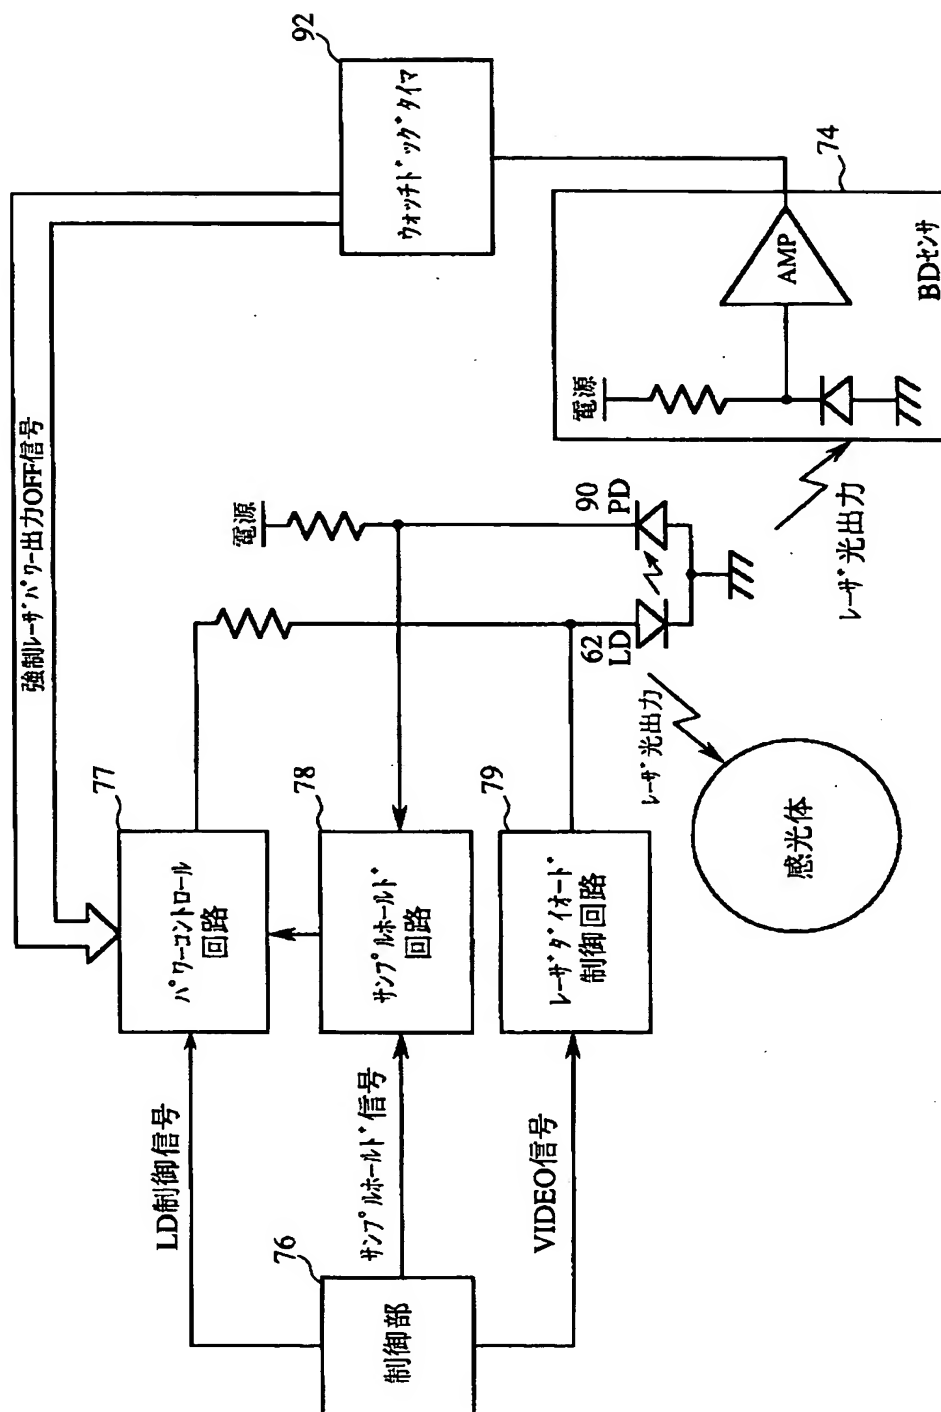 強制レーザパワー出力OFF信号
92
ウォッチドッグタイマ
77
パワーコントロール
回路
LD制御信号
電源
78
サンプルホールド
回路
サンプルホールド信号
76
制御部
79
レーザダイオード
制御回路
VIDEO信号
62
LD
90
PD
レーザ光出力
感光体
レーザ光出力
74
電源
AMP
BDセンサ